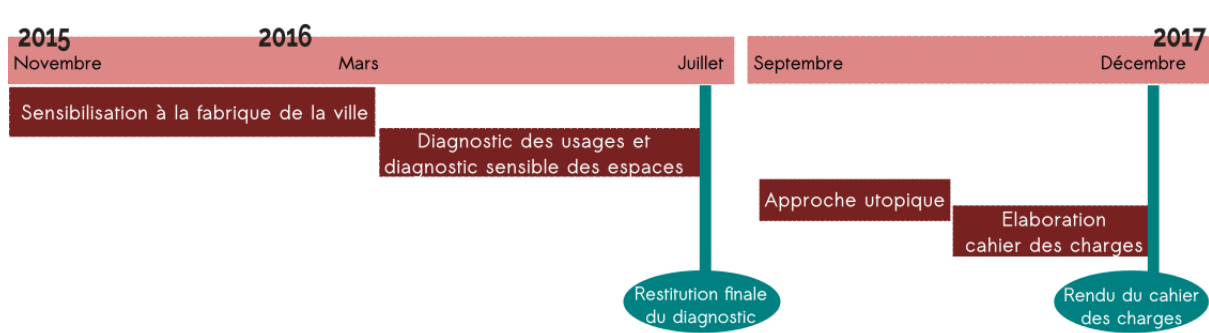 2015
2016
2017
Novembre
Mars
Juillet
Septembre
Décembre
Sensibilisation à la fabrique de la ville
Diagnostic des usages et
diagnostic sensible des espaces
Approche utopique
Elaboration
cahier des charges
Restitution finale
du diagnostic
Rendu du cahier
des charges